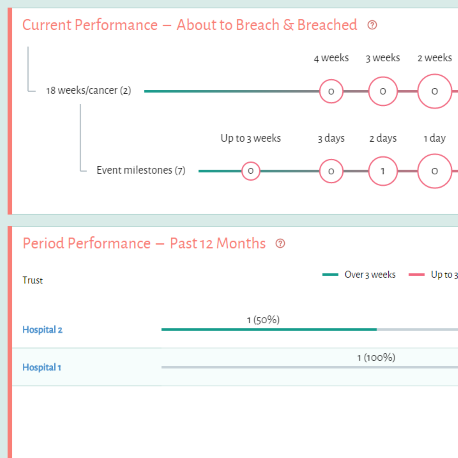 Current Performance – About to Breach & Breached ?
4 weeks 3 weeks 2 weeks
18 weeks/cancer (2) 0 0 0
Up to 3 weeks 3 days 2 days 1 day
Event milestones (7) 0 0 1 0
Period Performance – Past 12 Months ?
Trust Over 3 weeks Up to 3
1 (50%)
Hospital 2
1 (100%)
Hospital 1